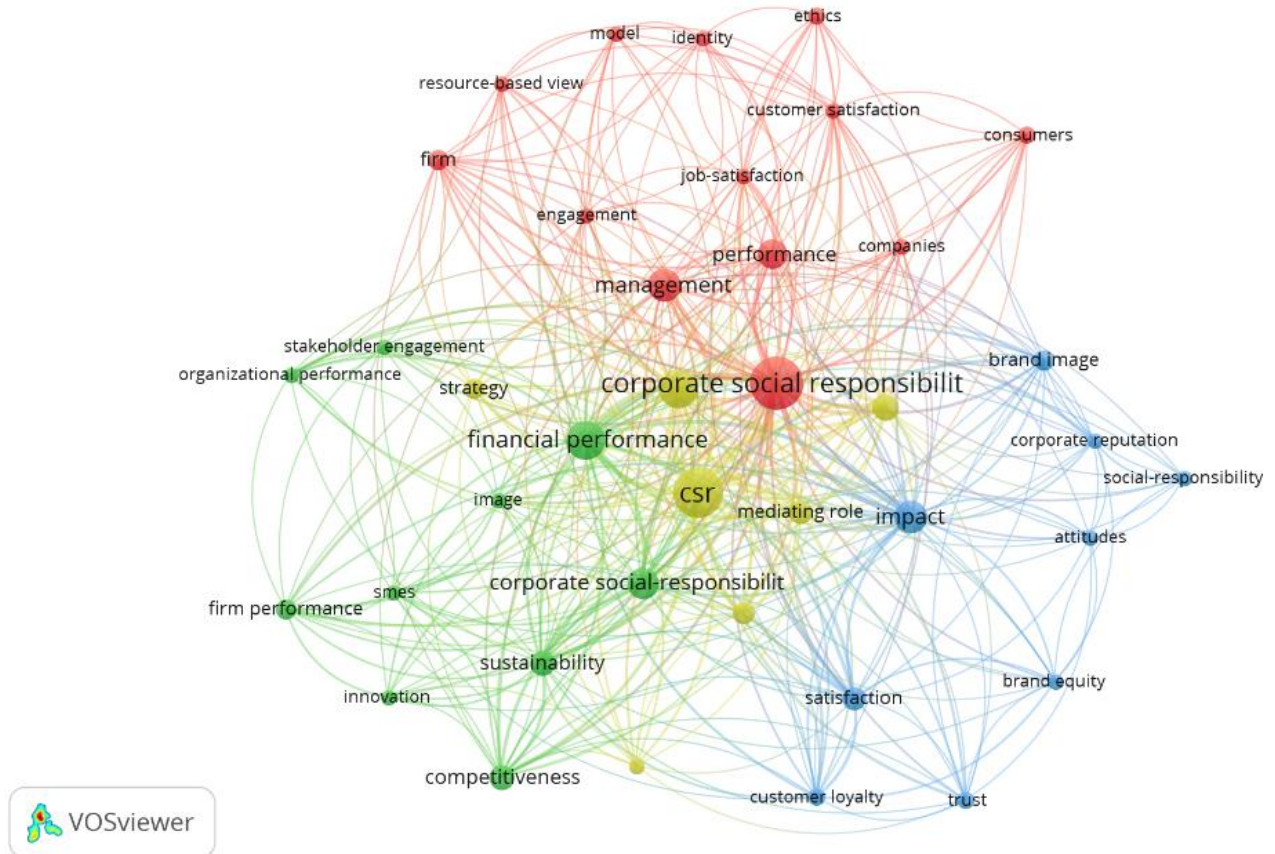 ethics
model
identity
resource-based view
customer satisfaction
consumers
firm
job-satisfaction
engagement
companies
performance
management
stakeholder engagement
organizational performance
brand image
strategy
corporate social responsibilit
financial performance
corporate reputation
social-responsibility
csr
image
mediating role
impact
attitudes
corporate social-responsibilit
smes
firm performance
sustainability
brand equity
innovation
satisfaction
competitiveness
customer loyalty
trust
VOSviewer